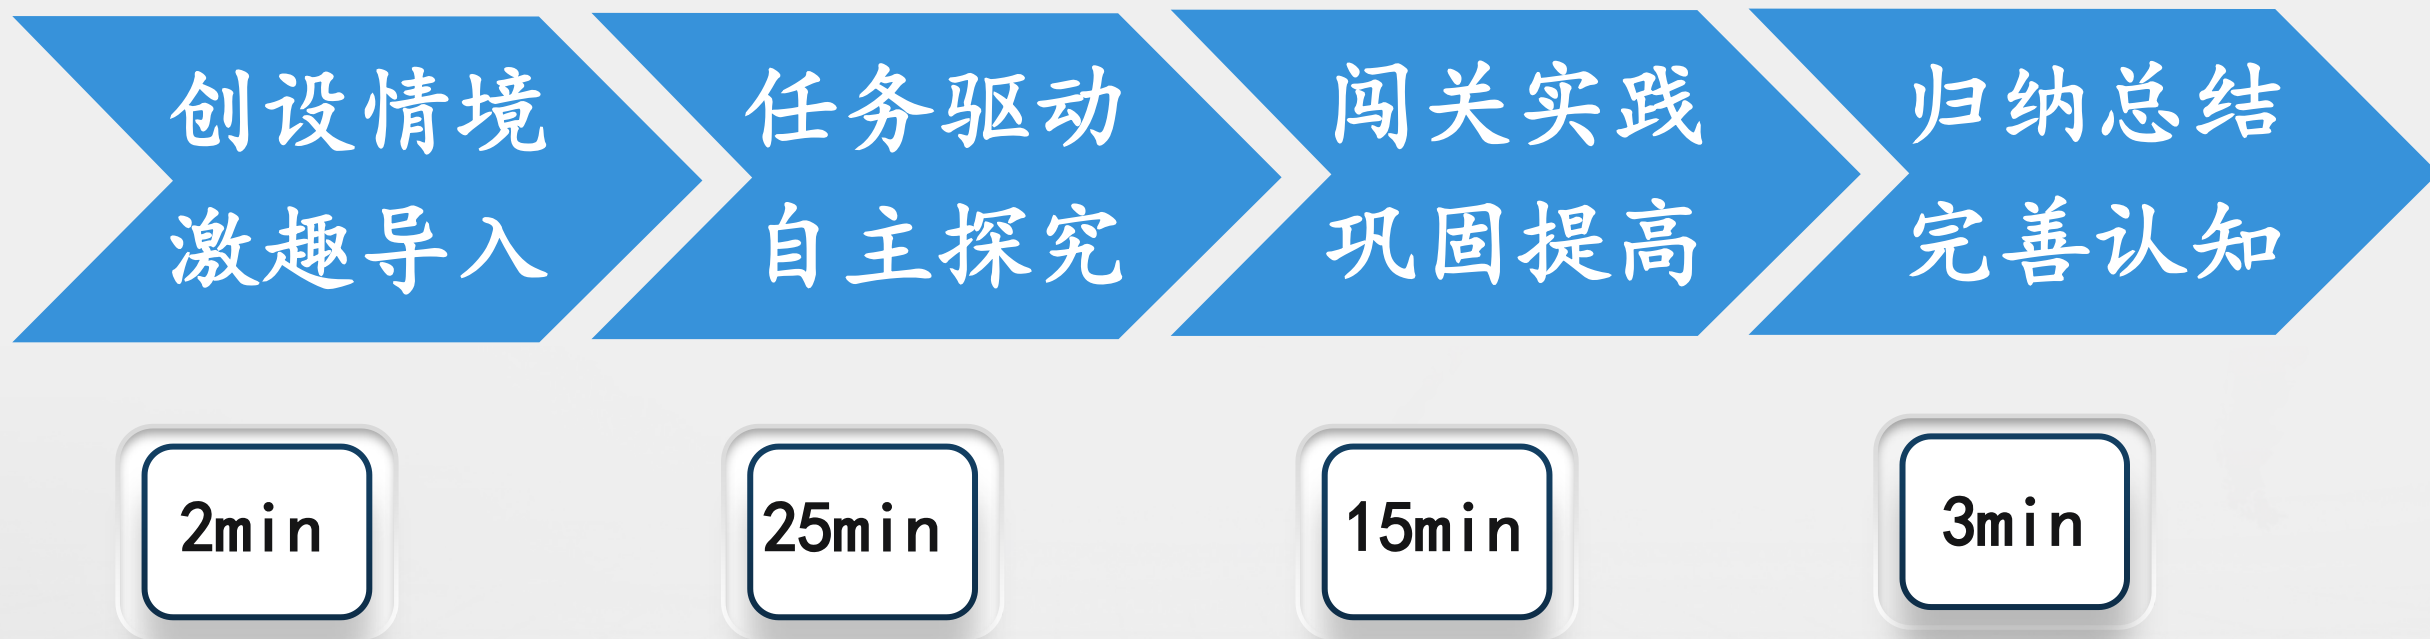 创设情境
激趣导入
任务驱动
自主探究
闯关实践
巩固提高
归纳总结
完善认知
2min
25min
15min
3min